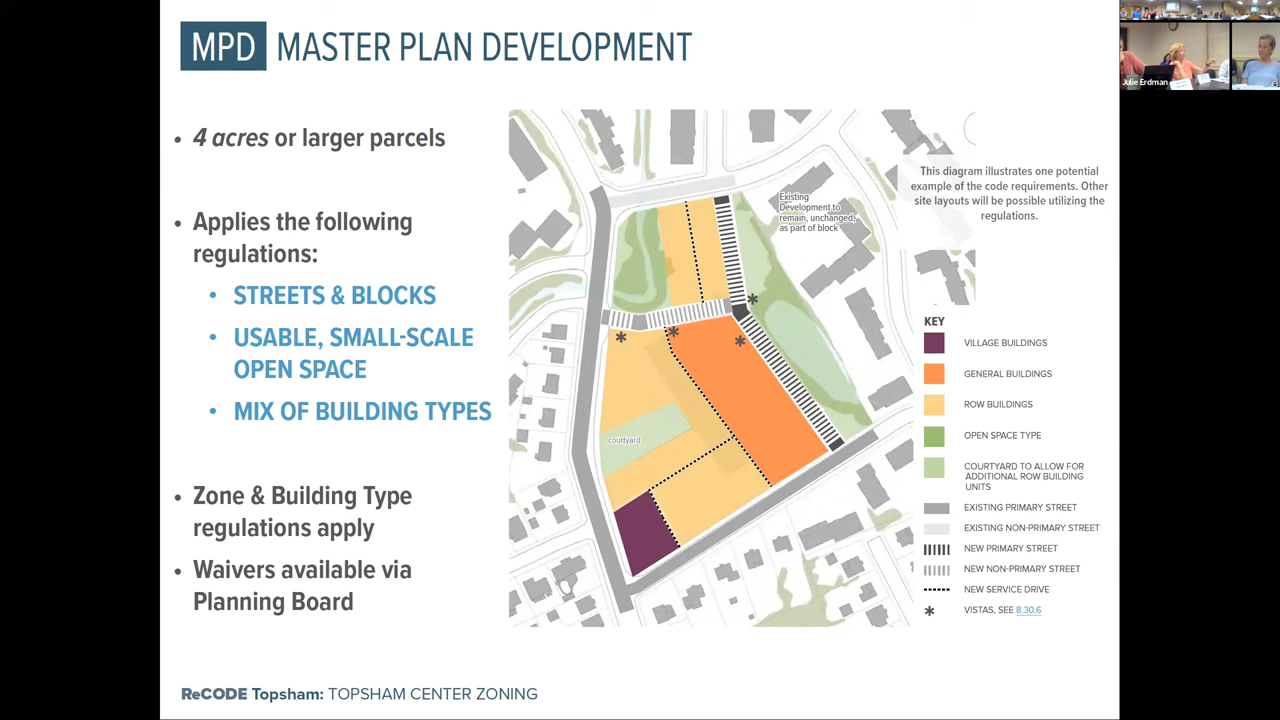 MPD MASTER PLAN DEVELOPMENT
• 4 acres or larger parcels
• Applies the following
regulations:
• STREETS & BLOCKS
• USABLE, SMALL-SCALE
OPEN SPACE
• MIX OF BUILDING TYPES
• Zone & Building Type
regulations apply
• Waivers available via
Planning Board
Existing
Development to
remain, unchanged,
as part of block
courtyard
This diagram illustrates one potential
example of the code requirements. Other
site layouts will be possible utilizing the
regulations.
KEY
VILLAGE BUILDINGS
GENERAL BUILDINGS
ROW BUILDINGS
OPEN SPACE TYPE
COURTYARD TO ALLOW FOR
ADDITIONAL ROW BUILDING
UNITS
EXISTING PRIMARY STREET
EXISTING NON-PRIMARY STREET
NEW PRIMARY STREET
NEW NON-PRIMARY STREET
NEW SERVICE DRIVE
* VISTAS, SEE 8.30.6
ReCODE Topsham: TOPSHAM CENTER ZONING
Julie Erdman